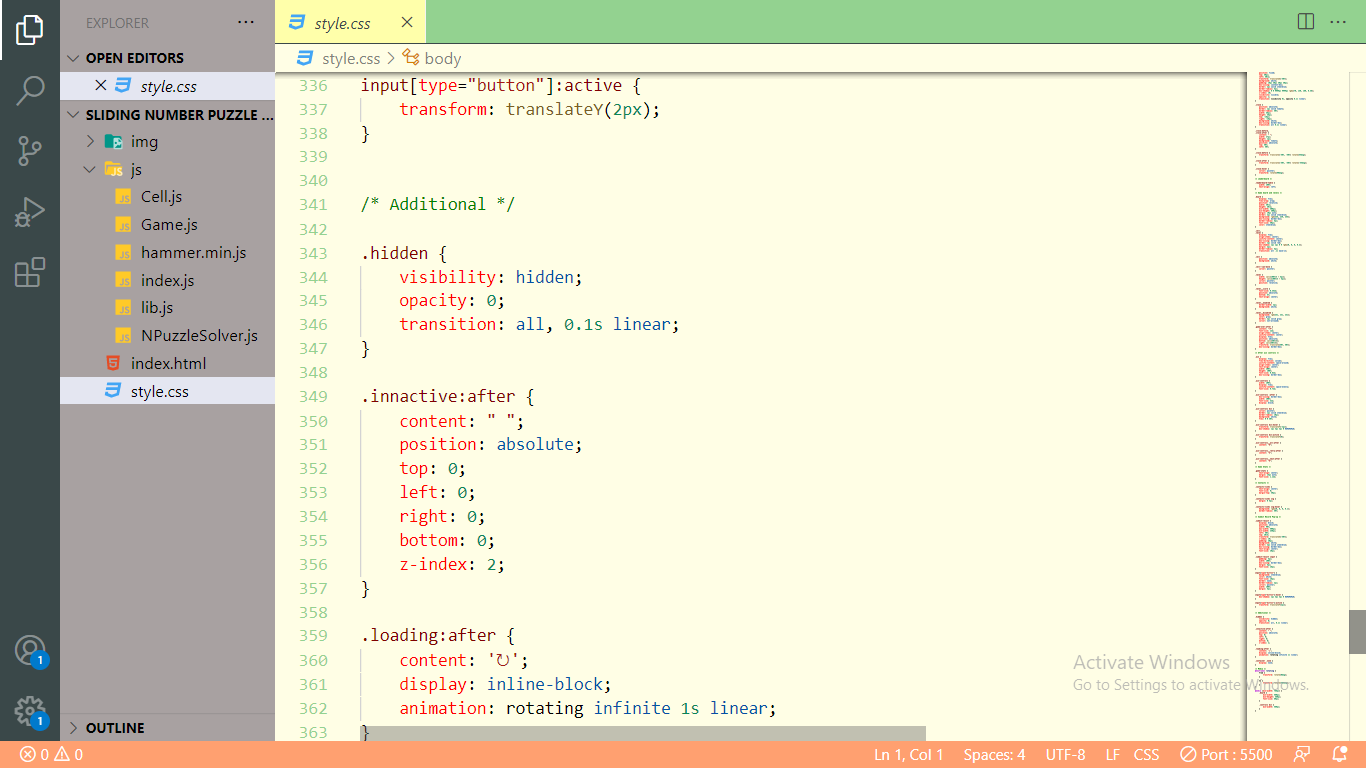 EXPLORER
OPEN EDITORS
style.css
SLIDING NUMBER PUZZLE ...
img
js
Cell.js
Game.js
hammer.min.js
index.js
lib.js
NPuzzleSolver.js
index.html
style.css
OUTLINE
1
1
style.css
style.css > body
336 input[type="button"]:active {
337     transform: translateY(2px);
338 }
339
340
341 /* Additional */
342
343 .hidden {
344     visibility: hidden;
345     opacity: 0;
346     transition: all, 0.1s linear;
347 }
348
349 .innactive:after {
350     content: " ";
351     position: absolute;
352     top: 0;
353     left: 0;
354     right: 0;
355     bottom: 0;
356     z-index: 2;
357 }
358
359 .loading:after {
360     content: '↻';
361     display: inline-block;
362     animation: rotating infinite 1s linear;
363 }
Activate Windows
Go to Settings to activate Windows.
0 0 Ln 1, Col 1 Spaces: 4 UTF-8 LF CSS Port : 5500